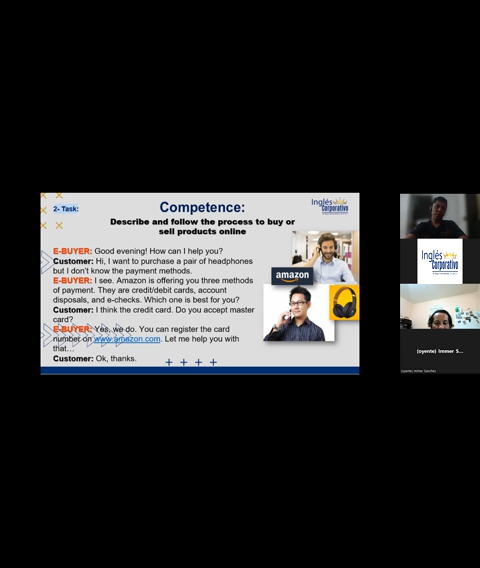 2- Task:
Competence:
Inglés
Corporativo
Describe and follow the process to buy or
sell products online
E-BUYER: Good evening! How can I help you?
Customer: Hi, I want to purchase a pair of headphones
but I don't know the payment methods.
E-BUYER: I see. Amazon is offering you three methods
of payment. They are credit/debit cards, account
disposals, and e-checks. Which one is best for you?
Customer: I think the credit card. Do you accept master
card?
E-BUYER: Yes, we do. You can register the card
number on www.amazon.com. Let me help you with
that...
Customer: Ok, thanks.
amazon
Inglés
Corporativo
(oyente) Immer S...
(oyente) Immer Sanchez